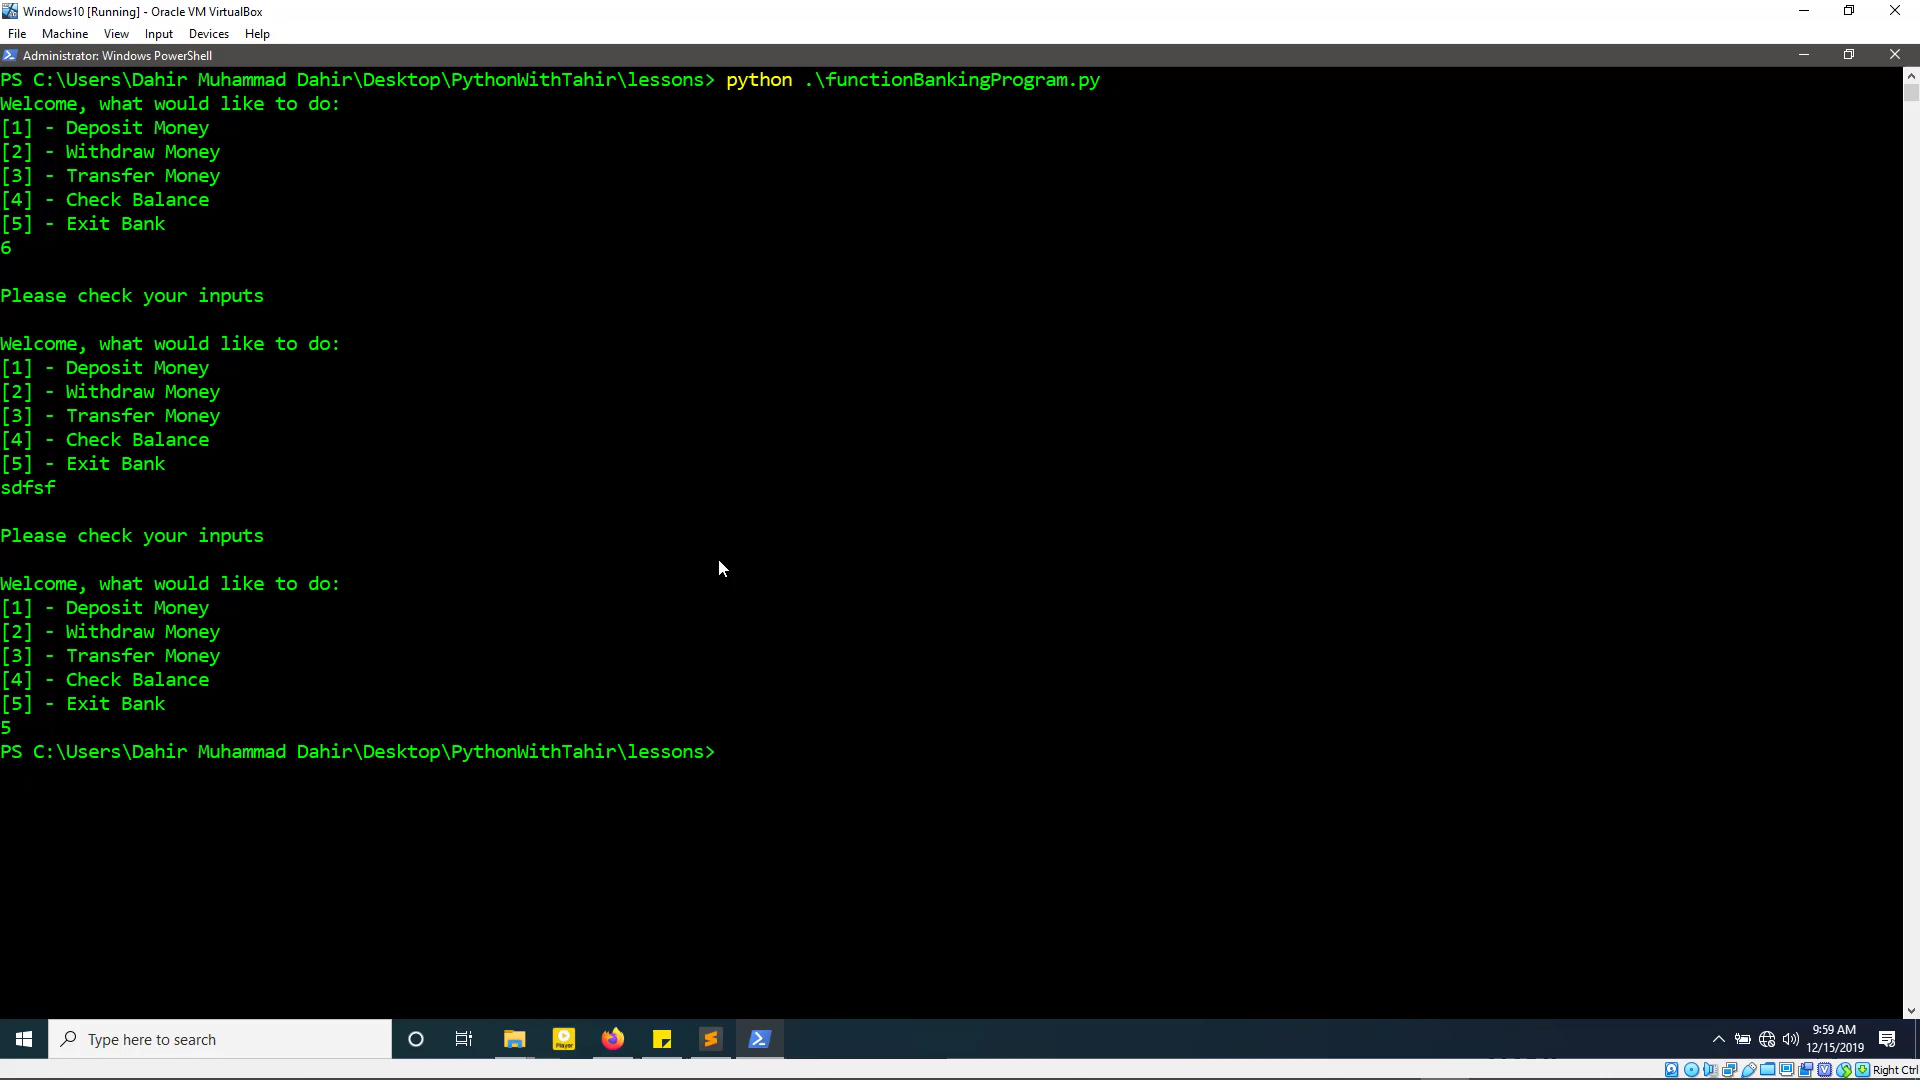 Windows10 [Running] - Oracle VM VirtualBox
File Machine View Input Devices Help
Administrator: Windows PowerShell
PS C:\Users\Dahir Muhammad Dahir\Desktop\PythonWithTahir\lessons> python .\functionBankingProgram.py
Welcome, what would like to do:
[1] - Deposit Money
[2] - Withdraw Money
[3] - Transfer Money
[4] - Check Balance
[5] - Exit Bank
6
Please check your inputs
Welcome, what would like to do:
[1] - Deposit Money
[2] - Withdraw Money
[3] - Transfer Money
[4] - Check Balance
[5] - Exit Bank
sdfsf
Please check your inputs
Welcome, what would like to do:
[1] - Deposit Money
[2] - Withdraw Money
[3] - Transfer Money
[4] - Check Balance
[5] - Exit Bank
5
PS C:\Users\Dahir Muhammad Dahir\Desktop\PythonWithTahir\lessons>
Type here to search
Player
9:59 AM
12/15/2019
Right Ctrl